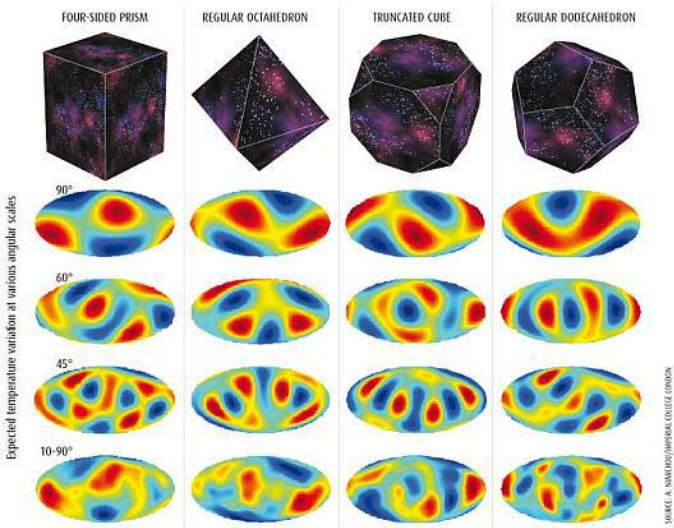 FOUR-SIDED PRISM
REGULAR OCTAHEDRON
TRUNCATED CUBE
REGULAR DODECAHEDRON
Expected temperature variation at various angular scales
90°
60°
45°
10-90°
SOURCE: A. NIARCHOU/IMPERIAL COLLEGE LONDON